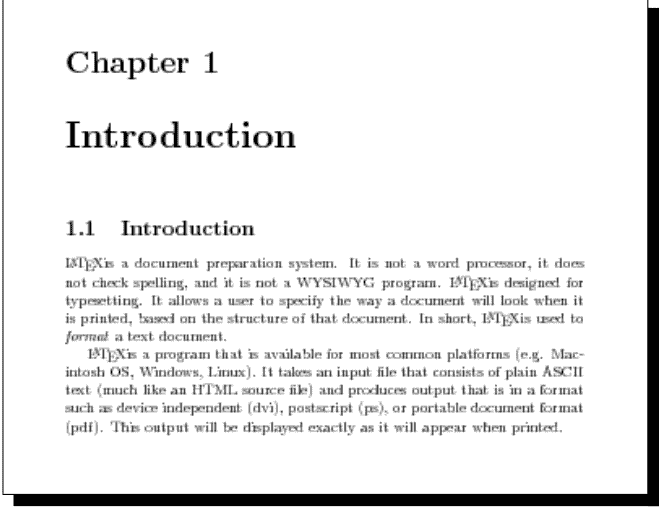 Chapter 1
Introduction
1.1 Introduction
LATEXis a document preparation system. It is not a word processor, it does
not check spelling, and it is not a WYSIWYG program. LATEXis designed for
typesetting. It allows a user to specify the way a document will look when it
is printed, based on the structure of that document. In short, LATEXis used to
format a text document.
LATEXis a program that is available for most common platforms (e.g. Mac-
intosh OS, Windows, Linux). It takes an input file that consists of plain ASCII
text (much like an HTML source file) and produces output that is in a format
such as device independent (dvi), postscript (ps), or portable document format
(pdf). This output will be displayed exactly as it will appear when printed.